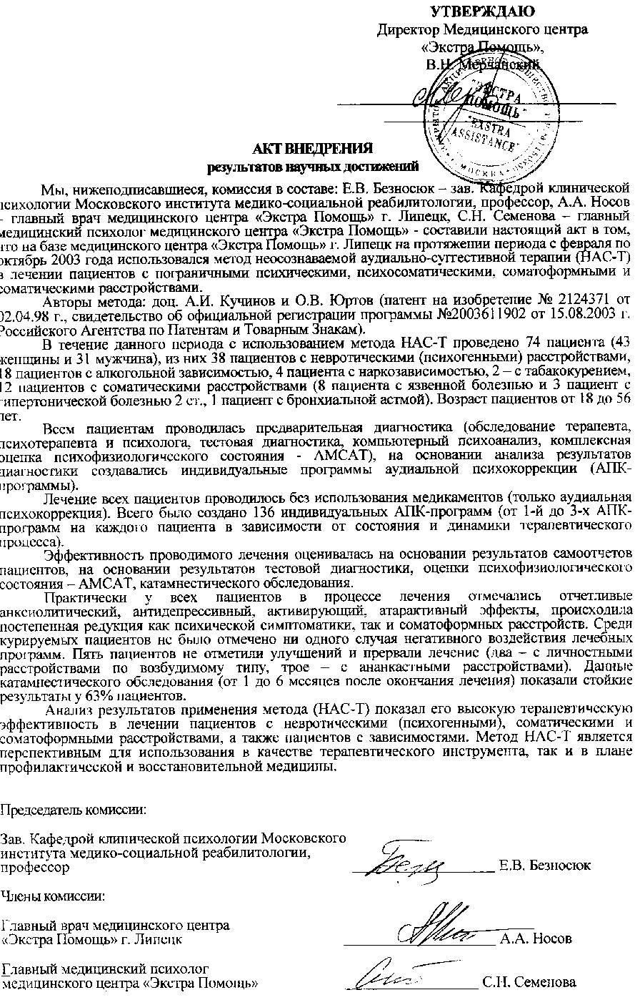 УТВЕРЖДАЮ
Директор Медицинского центра
«Экстра Помощь»,
В.Н. Мерчанский
"ЭКСТРА
ПОМОЩЬ"
"EXSTRA
ASSISTANCE"
МОСКВА
АКТ ВНЕДРЕНИЯ
результатов научных достижений
Мы, нижеподписавшиеся, комиссия в составе: Е.В. Безносюк – зав. Кафедрой клинической
психологии Московского института медико-социальной реабилитологии, профессор, А.А. Носов
- главный врач медицинского центра «Экстра Помощь» г. Липецк, С.Н. Семенова – главный
медицинский психолог медицинского центра «Экстра Помощь» - составили настоящий акт в том,
что на базе медицинского центра «Экстра Помощь» г. Липецк на протяжении периода с февраля по
октябрь 2003 года использовался метод неосознаваемой аудиально-суггестивной терапии (НАС-Т)
в лечении пациентов с пограничными психическими, психосоматическими, соматоформными и
соматическими расстройствами.
Авторы метода: доц. А.И. Кучинов и О.В. Юртов (патент на изобретение № 2124371 от
02.04.98 г., свидетельство об официальной регистрации программы №2003611902 от 15.08.2003 г.
Российского Агентства по Патентам и Товарным Знакам).
В течение данного периода с использованием метода НАС-Т проведено 74 пациента (43
женщины и 31 мужчина), из них 38 пациентов с невротическими (психогенными) расстройствами,
18 пациентов с алкогольной зависимостью, 4 пациента с наркозависимостью, 2 – с табакокурением,
12 пациентов с соматическими расстройствами (8 пациента с язвенной болезнью и 3 пациент с
гипертонической болезнью 2 ст., 1 пациент с бронхиальной астмой). Возраст пациентов от 18 до 56
лет.
Всем пациентам проводилась предварительная диагностика (обследование терапевта,
психотерапевта и психолога, тестовая диагностика, компьютерный психоанализ, комплексная
оценка психофизиологического состояния - АМСАТ), на основании анализа результатов
диагностики создавались индивидуальные программы аудиальной психокоррекции (АПК-
программы).
Лечение всех пациентов проводилось без использования медикаментов (только аудиальная
психокоррекция). Всего было создано 136 индивидуальных АПК-программ (от 1-й до 3-х АПК-
программ на каждого пациента в зависимости от состояния и динамики терапевтического
процесса).
Эффективность проводимого лечения оценивалась на основании результатов самоотчетов
пациентов, на основании результатов тестовой диагностики, оценки психофизиологического
состояния – АМСАТ, катамнестического обследования.
Практически у всех пациентов в процессе лечения отмечались отчетливые
анксиолитический, антидепрессивный, активирующий, атарактивный эффекты, происходила
постепенная редукция как психической симптоматики, так и соматоформных расстройств. Среди
курируемых пациентов не было отмечено ни одного случая негативного воздействия лечебных
программ. Пять пациентов не отметили улучшений и прервали лечение (два – с личностными
расстройствами по возбудимому типу, трое – с ананкастными расстройствами). Данные
катамнестического обследования (от 1 до 6 месяцев после окончания лечения) показали стойкие
результаты у 63% пациентов.
Анализ результатов применения метода (НАС-Т) показал его высокую терапевтическую
эффективность в лечении пациентов с невротическими (психогенными), соматическими и
соматоформными расстройствами, а также пациентов с зависимостями. Метод НАС-Т является
перспективным для использования в качестве терапевтического инструмента, так и в плане
профилактической и восстановительной медицины.
Председатель комиссии:
Зав. Кафедрой клинической психологии Московского
института медико-социальной реабилитологии,
профессор Е.В. Безносюк
Члены комиссии:
Главный врач медицинского центра
«Экстра Помощь» г. Липецк А.А. Носов
Главный медицинский психолог
медицинского центра «Экстра Помощь» С.Н. Семенова